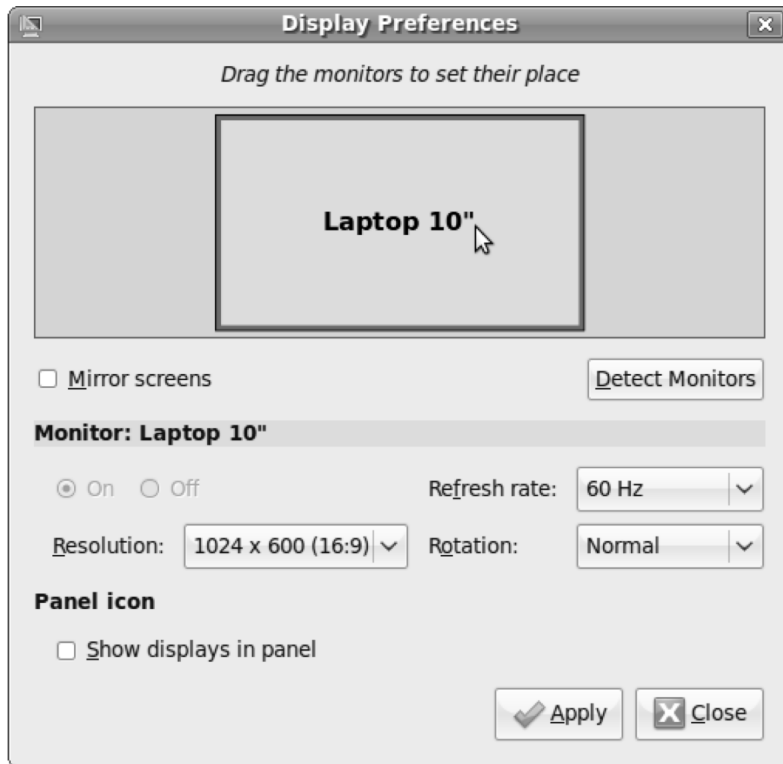 Display Preferences
Drag the monitors to set their place
Laptop 10"
Mirror screens
Detect Monitors
Monitor: Laptop 10"
On Off Refresh rate: 60 Hz
Resolution: 1024 x 600 (16:9) Rotation: Normal
Panel icon
Show displays in panel
Apply Close